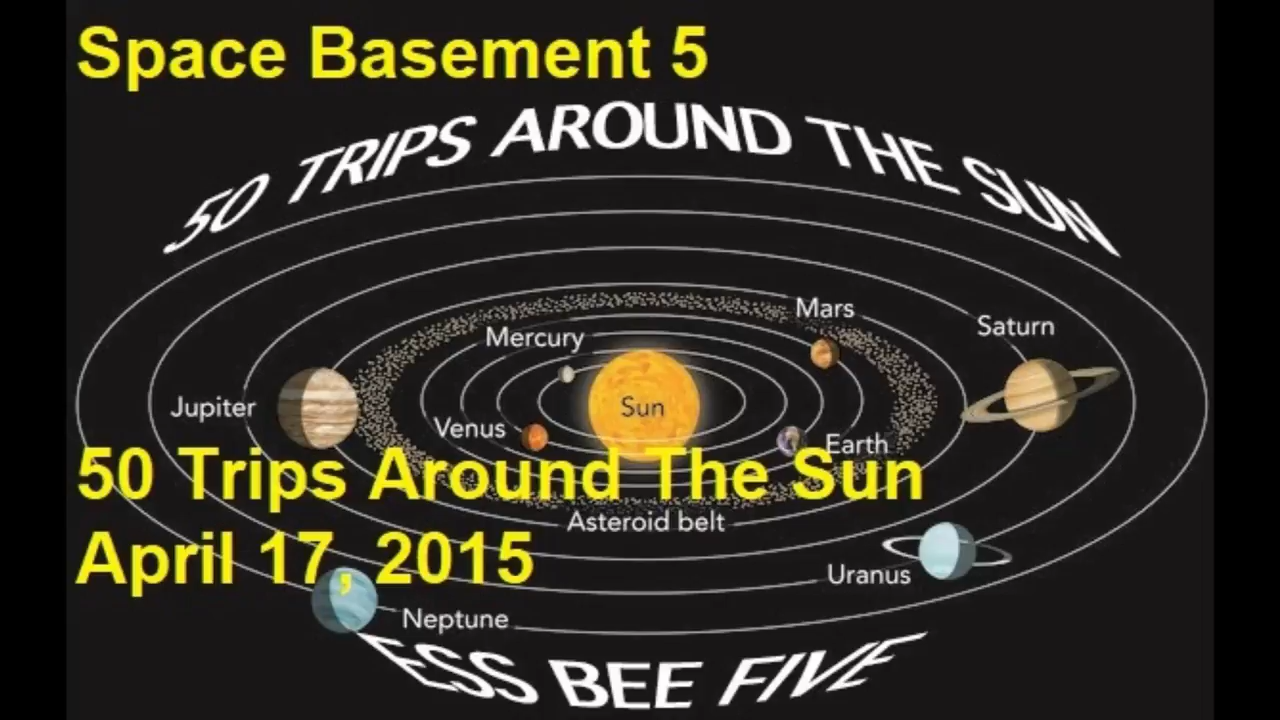 Space Basement 5
50 TRIPS AROUND THE SUN
Mars
Saturn
Mercury
Jupiter
Sun
Venus
Earth
50 Trips Around The Sun
Asteroid belt
April 17, 2015
Uranus
Neptune
ESS BEE FIVE